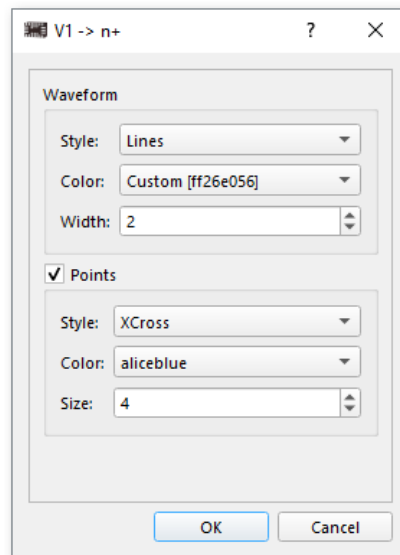 V1 -> n+ ?
Waveform
Style: Lines
Color: Custom [ff26e056]
Width: 2
Points
Style: XCross
Color: aliceblue
Size: 4
OK Cancel